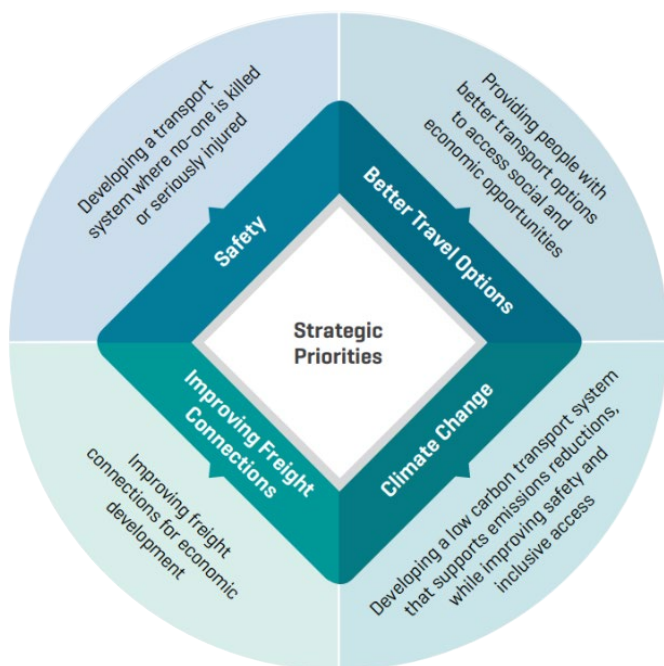 Strategic
Priorities
Safety
Developing a transport
system where no-one is killed
or seriously injured
Better Travel Options
Providing people with
better transport options
to access social and
economic opportunities
Improving Freight
Connections
Improving freight
connections for economic
development
Climate Change
Developing a low carbon transport system
that supports emissions reductions,
while improving safety and
inclusive access